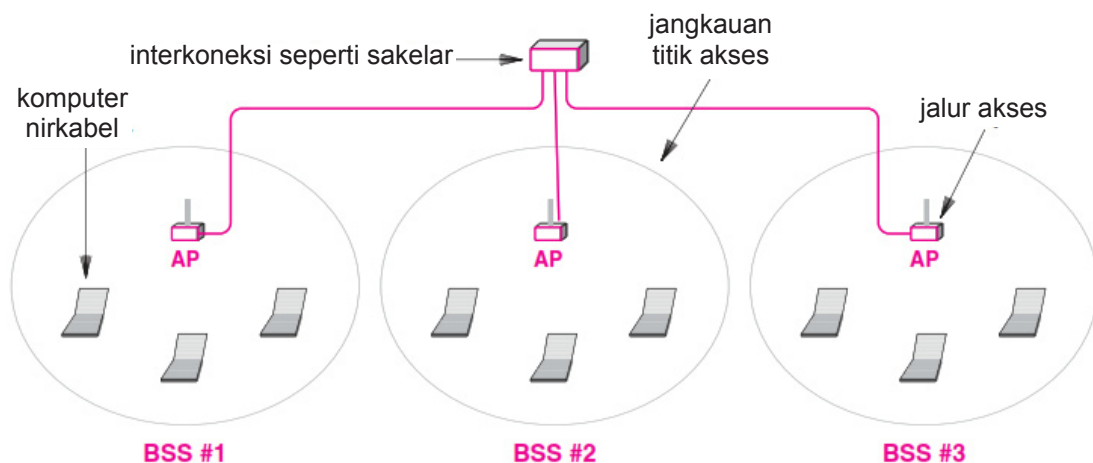 interkoneksi seperti sakelar
jangkauan
titik akses
komputer
nirkabel
jalur akses
AP
AP
AP
BSS #1
BSS #2
BSS #3